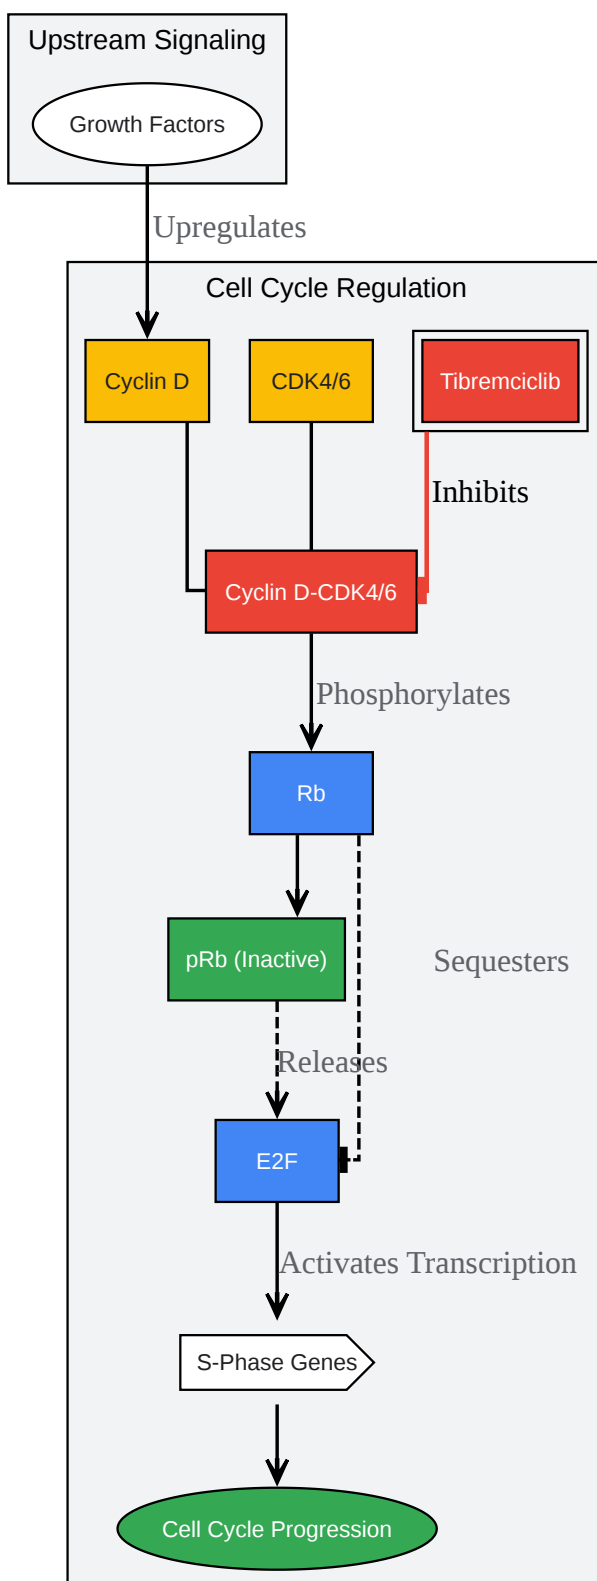 Upstream Signaling
Growth Factors
Upregulates
Cell Cycle Regulation
Cyclin D
CDK4/6
Tibremciclib
Inhibits
Cyclin D-CDK4/6
Phosphorylates
Rb
pRb (Inactive)
Sequesters
Releases
E2F
Activates Transcription
S-Phase Genes
Cell Cycle Progression